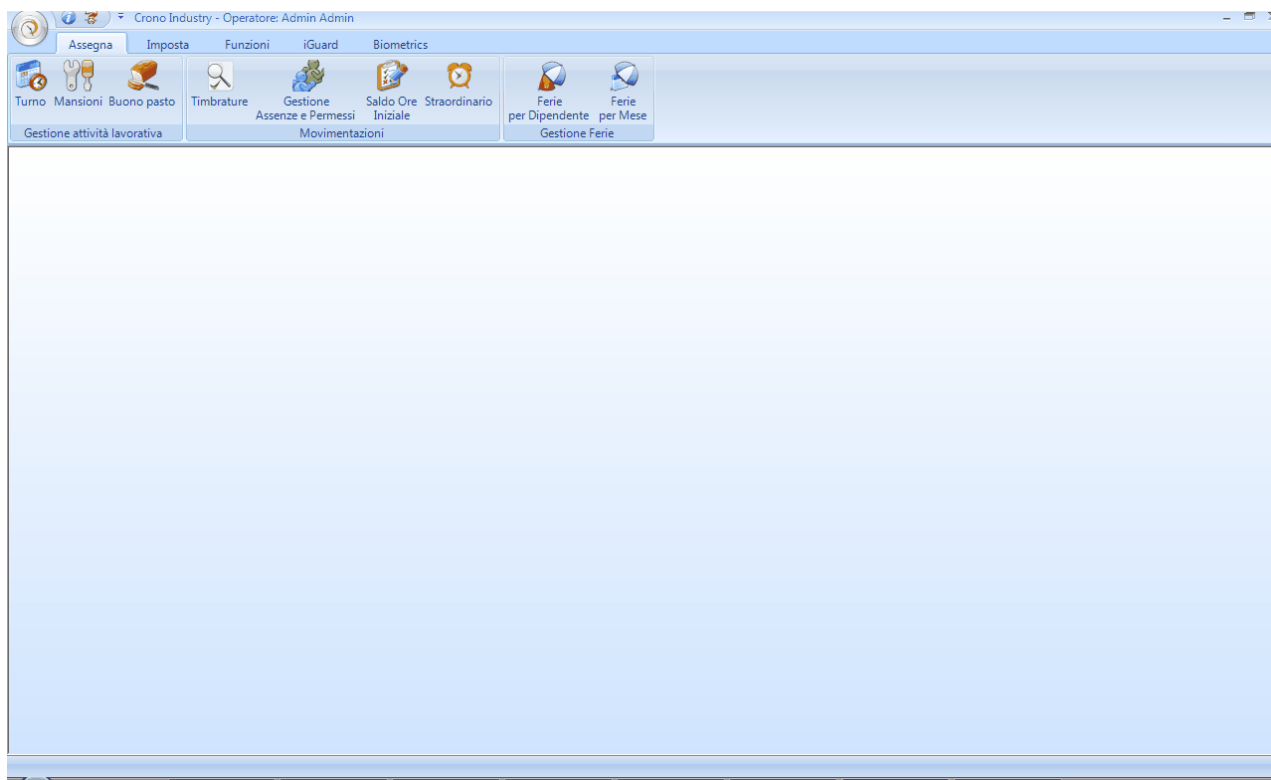 Crono Industry - Operatore: Admin Admin
Assegna Imposta Funzioni iGuard Biometrics
Turno Mansioni Buono pasto Timbrature Gestione Saldo Ore Straordinario Ferie Ferie
Assenze e Permessi Iniziale per Dipendente per Mese
Gestione attività lavorativa Movimentazioni Gestione Ferie